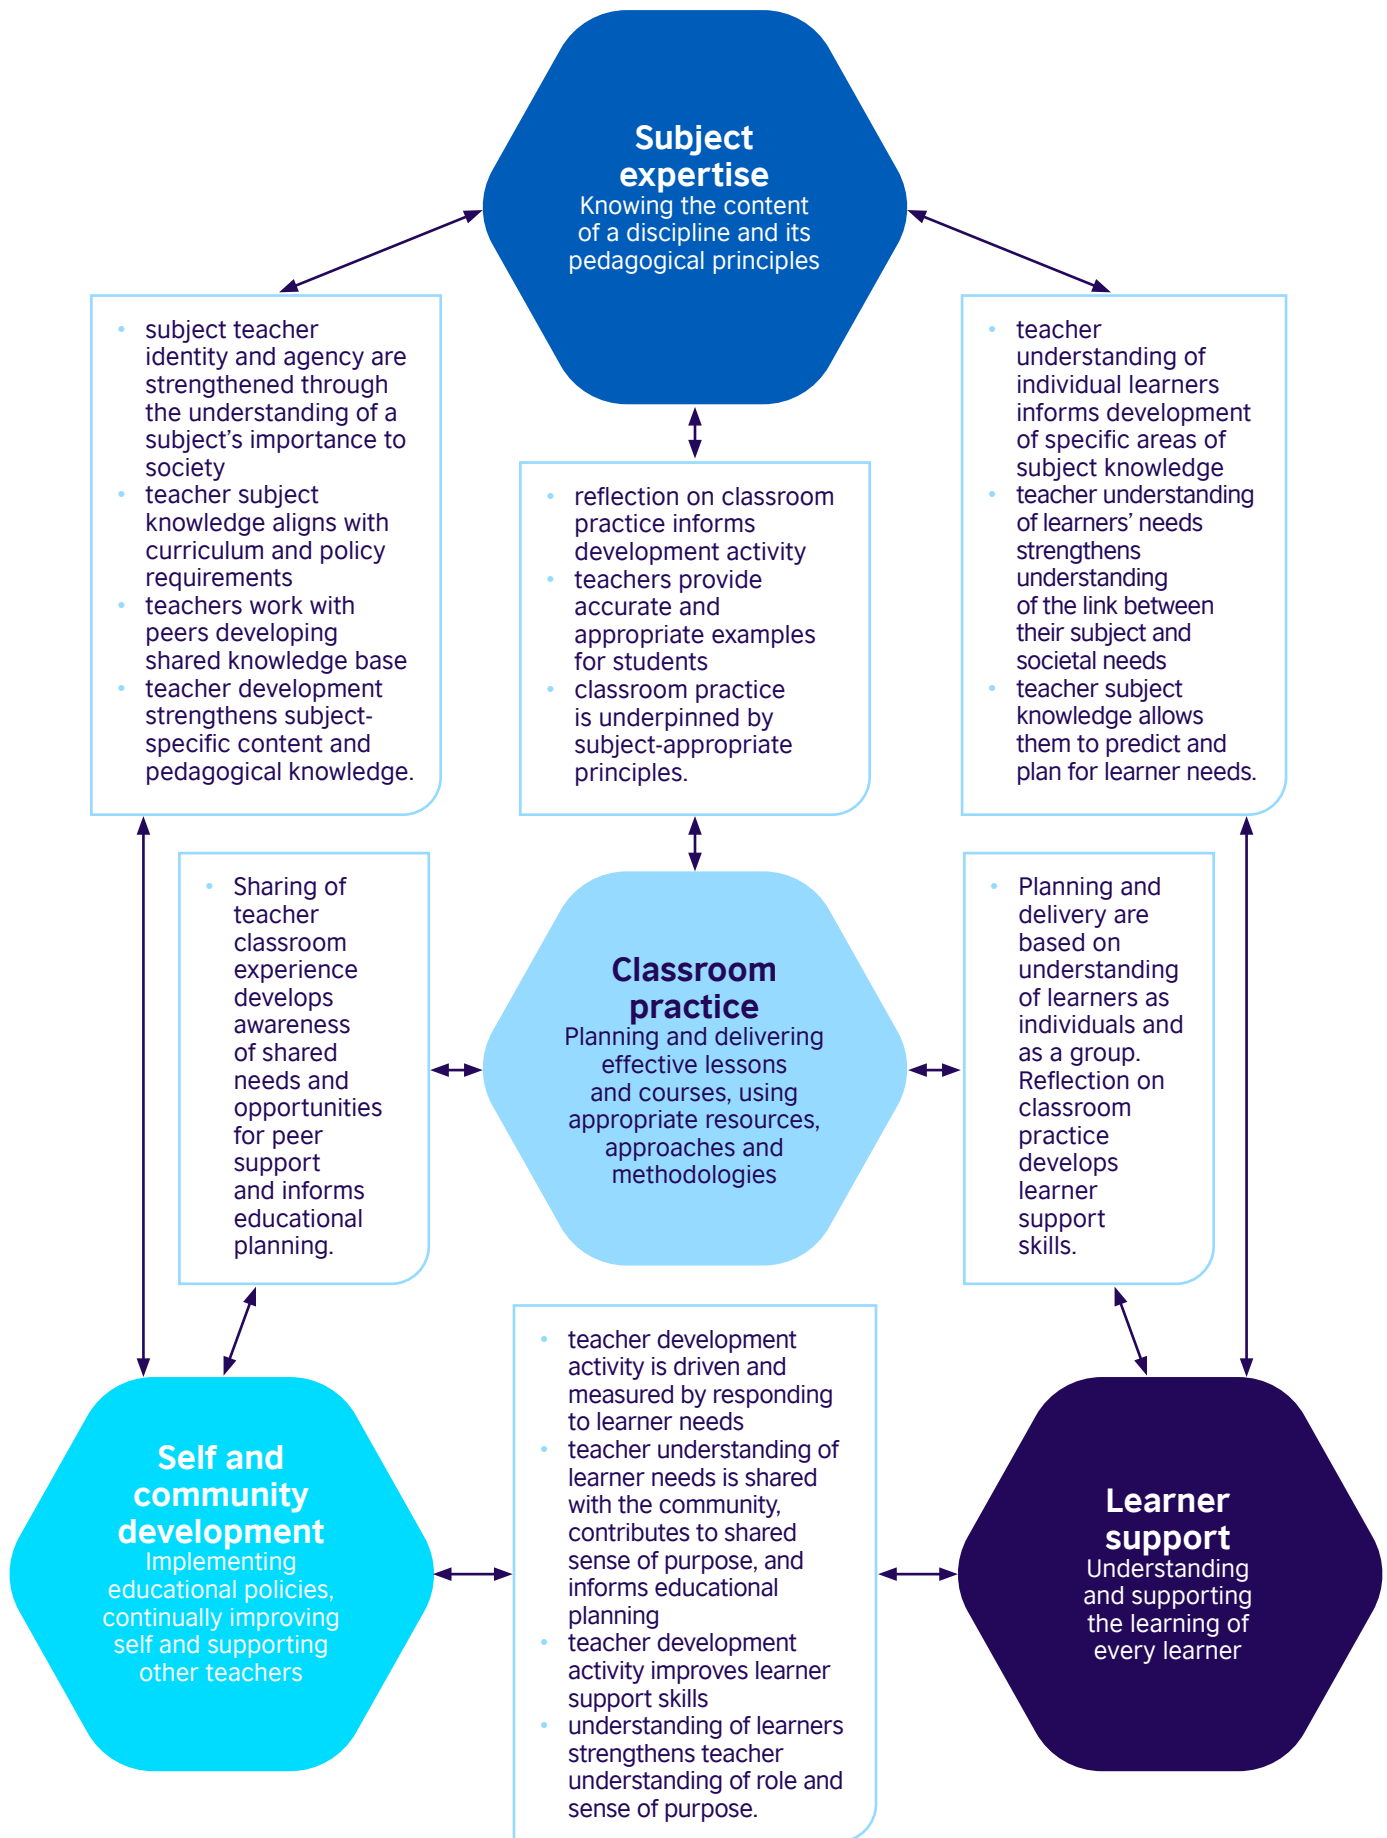 Subject
expertise
Knowing the content
of a discipline and its
pedagogical principles
• subject teacher
identity and agency are
strengthened through
the understanding of a
subject’s importance to
society
• teacher subject
knowledge aligns with
curriculum and policy
requirements
• teachers work with
peers developing
shared knowledge base
• teacher development
strengthens subject-
specific content and
pedagogical knowledge.
• reflection on classroom
practice informs
development activity
• teachers provide
accurate and
appropriate examples
for students
• classroom practice
is underpinned by
subject-appropriate
principles.
• teacher
understanding of
individual learners
informs development
of specific areas of
subject knowledge
• teacher understanding
of learners’ needs
strengthens
understanding
of the link between
their subject and
societal needs
• teacher subject
knowledge allows
them to predict and
plan for learner needs.
• Sharing of
teacher
classroom
experience
develops
awareness
of shared
needs and
opportunities
for peer
support
and informs
educational
planning.
Classroom
practice
Planning and delivering
effective lessons
and courses, using
appropriate resources,
approaches and
methodologies
• Planning and
delivery are
based on
understanding
of learners as
individuals and
as a group.
Reflection on
classroom
practice
develops
learner
support
skills.
Self and
community
development
Implementing
educational policies,
continually improving
self and supporting
other teachers
• teacher development
activity is driven and
measured by responding
to learner needs
• teacher understanding of
learner needs is shared
with the community,
contributes to shared
sense of purpose, and
informs educational
planning
• teacher development
activity improves learner
support skills
• understanding of learners
strengthens teacher
understanding of role and
sense of purpose.
Learner
support
Understanding
and supporting
the learning of
every learner